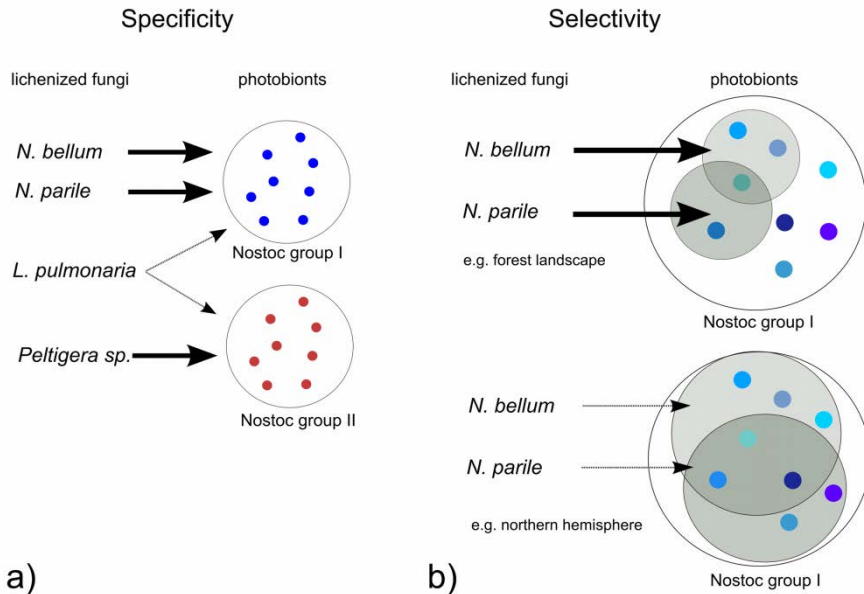 Specificity
lichenized fungi
photobionts
N. bellum
N. parile
Nostoc group I
L. pulmonaria
Peltigera sp.
Nostoc group II
a)
Selectivity
lichenized fungi
photobionts
N. bellum
N. parile
e.g. forest landscape
Nostoc group I
N. bellum
N. parile
e.g. northern hemisphere
Nostoc group I
b)